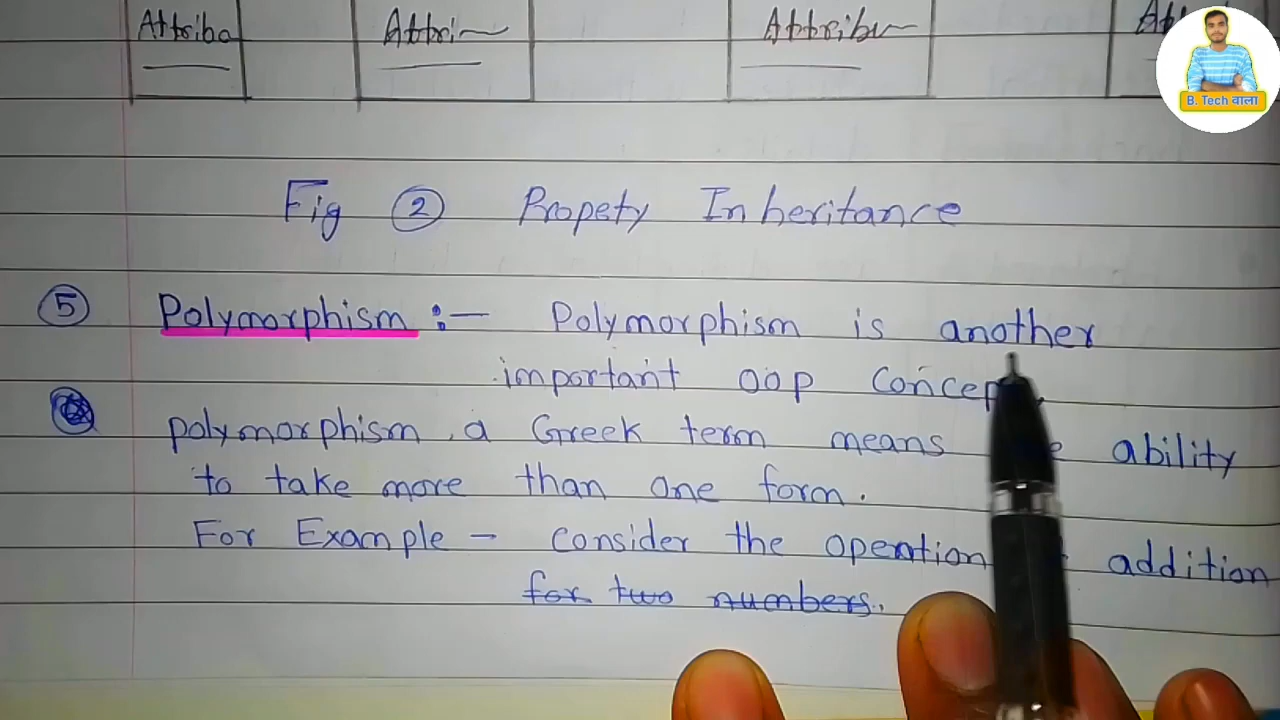 Attribu Attri Attribu
B. Tech वाला
Fig ② Propety Inheritance
⑤ Polymorphism :- Polymorphism is another
important oop Concep
polymorphism, a Greek term means ability
to take more than one form.
For Example - consider the operation addition
for two numbers.